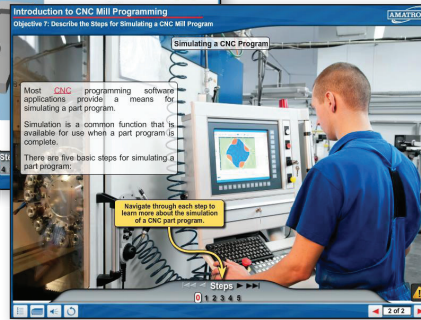 Introduction to CNC Mill Programming
Objective 7: Describe the Steps for Simulating a CNC Mill Program
Simulating a CNC Program
Most CNC programming software
applications provide a means for
simulating a part program.
Simulation is a common function that is
available for use when a part program is
complete.
There are five basic steps for simulating a
part program:
Navigate through each step to
learn more about the simulation
of a CNC part program.
Steps
0 1 2 3 4 5
2 of 2